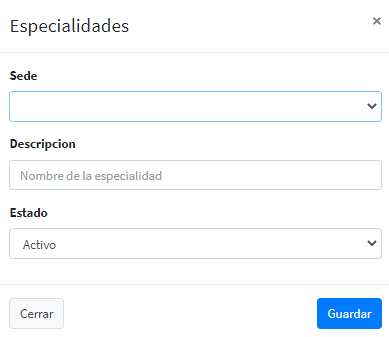 Especialidades ×
Sede
Descripcion
Nombre de la especialidad
Estado
Activo
Cerrar Guardar